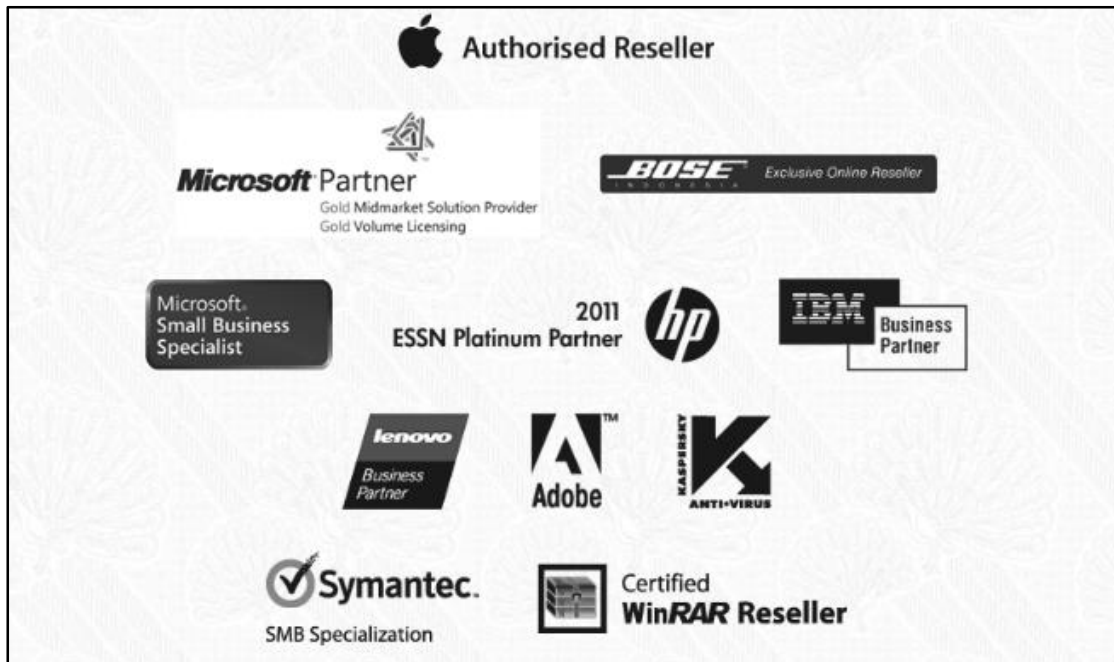 Authorised Reseller
Microsoft Partner
Gold Midmarket Solution Provider
Gold Volume Licensing
BOSE Exclusive Online Reseller
INDONESIA
Microsoft
Small Business
Specialist
2011
ESSN Platinum Partner
hp
IBM
Business
Partner
lenovo
Business
Partner
Adobe™
KASPERSKY
ANTI-VIRUS
Symantec™
SMB Specialization
Certified
WinRAR Reseller